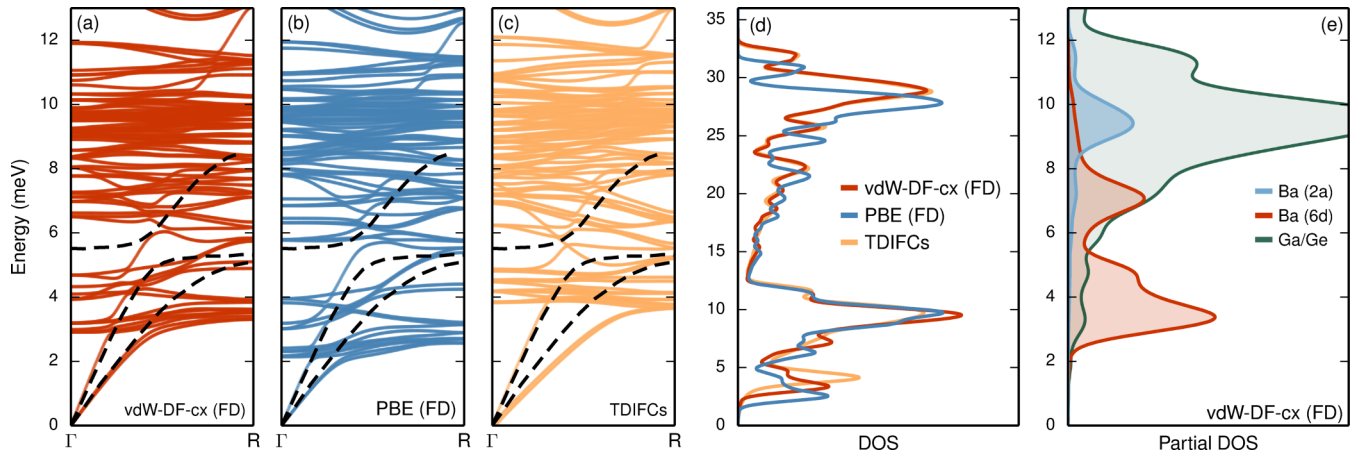 (a)
(b)
(c)
(d)
(e)
Energy (meV)
0
2
4
6
8
10
12
vdW-DF-cx (FD)
Γ
R
PBE (FD)
Γ
R
TDIFCs
Γ
R
0
5
10
15
20
25
30
35
vdW-DF-cx (FD)
PBE (FD)
TDIFCs
DOS
0
2
4
6
8
10
12
Ba (2a)
Ba (6d)
Ga/Ge
vdW-DF-cx (FD)
Partial DOS